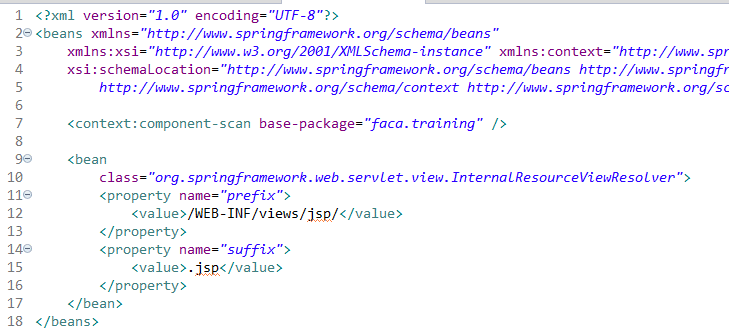 1 <?xml version="1.0" encoding="UTF-8"?>
2 <beans xmlns="http://www.springframework.org/schema/beans"
3 xmlns:xsi="http://www.w3.org/2001/XMLSchema-instance" xmlns:context="http://www.spr
4 xsi:schemaLocation="http://www.springframework.org/schema/beans http://www.springfr
5 http://www.springframework.org/schema/context http://www.springframework.org/sc
6
7 <context:component-scan base-package="faca.training" />
8
9 <bean
10 class="org.springframework.web.servlet.view.InternalResourceViewResolver">
11 <property name="prefix">
12 <value>/WEB-INF/views/jsp/</value>
13 </property>
14 <property name="suffix">
15 <value>.jsp</value>
16 </property>
17 </bean>
18 </beans>